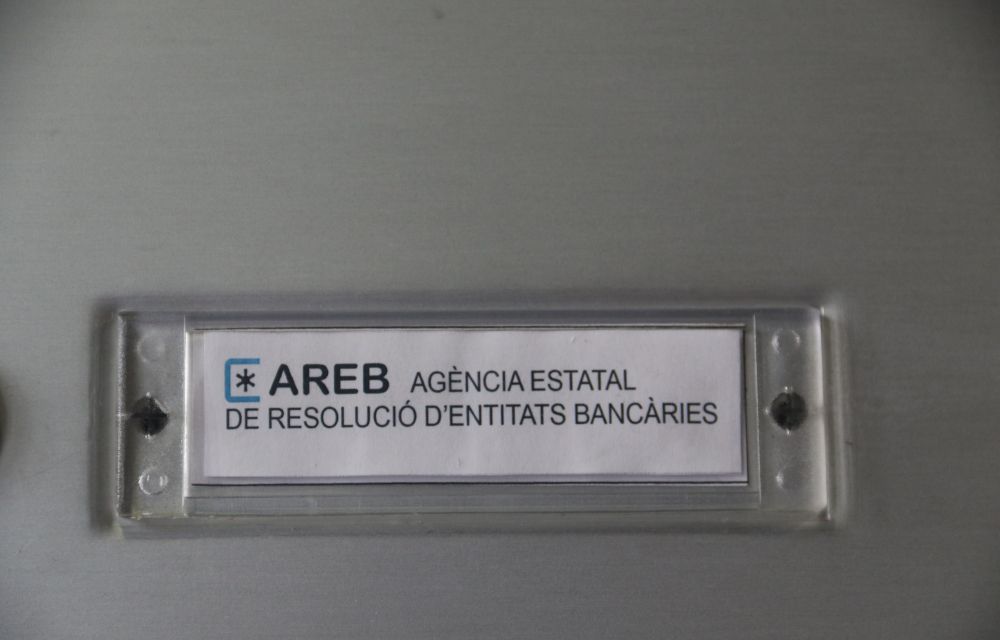 AREB AGÈNCIA ESTATAL
DE RESOLUCIÓ D'ENTITATS BANCÀRIES